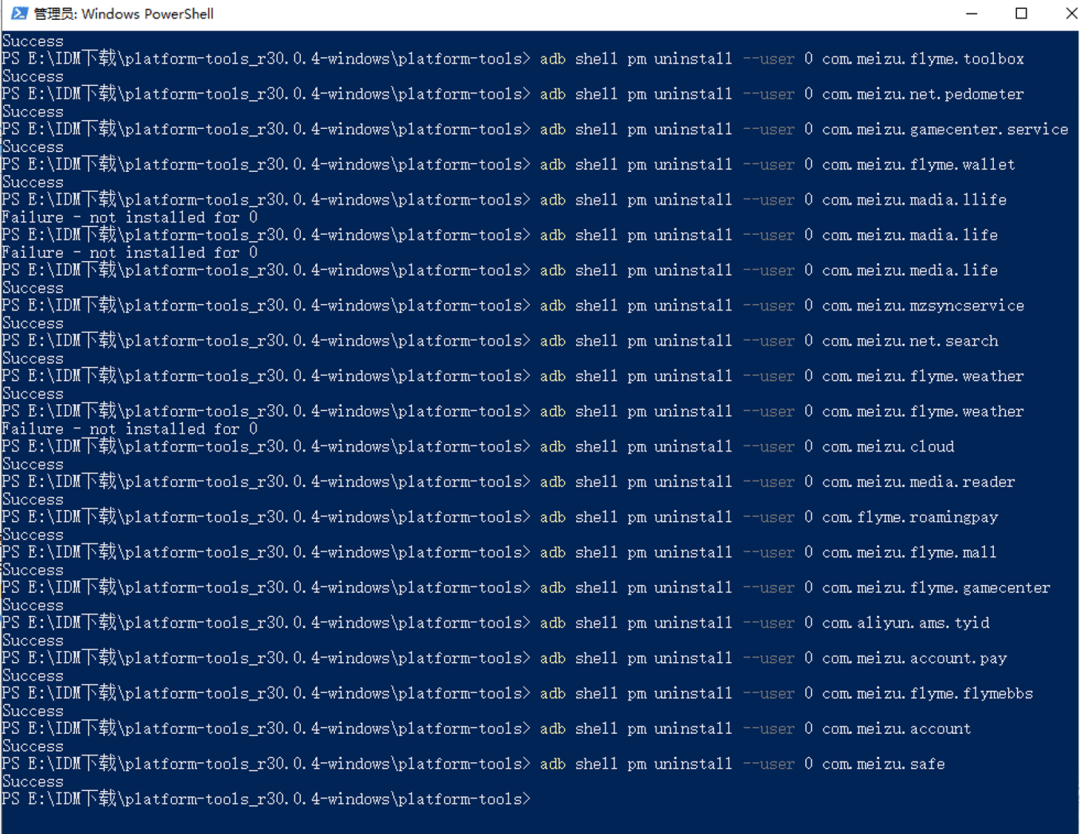 管理员: Windows PowerShell
Success
PS E:\IDM下载\platform-tools_r30.0.4-windows\platform-tools> adb shell pm uninstall --user 0 com.meizu.flyme.toolbox
Success
PS E:\IDM下载\platform-tools_r30.0.4-windows\platform-tools> adb shell pm uninstall --user 0 com.meizu.net.pedometer
Success
PS E:\IDM下载\platform-tools_r30.0.4-windows\platform-tools> adb shell pm uninstall --user 0 com.meizu.gamecenter.service
Success
PS E:\IDM下载\platform-tools_r30.0.4-windows\platform-tools> adb shell pm uninstall --user 0 com.meizu.flyme.wallet
Success
PS E:\IDM下载\platform-tools_r30.0.4-windows\platform-tools> adb shell pm uninstall --user 0 com.meizu.madia.llife
Failure - not installed for 0
PS E:\IDM下载\platform-tools_r30.0.4-windows\platform-tools> adb shell pm uninstall --user 0 com.meizu.madia.life
Failure - not installed for 0
PS E:\IDM下载\platform-tools_r30.0.4-windows\platform-tools> adb shell pm uninstall --user 0 com.meizu.media.life
Success
PS E:\IDM下载\platform-tools_r30.0.4-windows\platform-tools> adb shell pm uninstall --user 0 com.meizu.mzsyncservice
Success
PS E:\IDM下载\platform-tools_r30.0.4-windows\platform-tools> adb shell pm uninstall --user 0 com.meizu.net.search
Success
PS E:\IDM下载\platform-tools_r30.0.4-windows\platform-tools> adb shell pm uninstall --user 0 com.meizu.flyme.weather
Success
PS E:\IDM下载\platform-tools_r30.0.4-windows\platform-tools> adb shell pm uninstall --user 0 com.meizu.flyme.weather
Failure - not installed for 0
PS E:\IDM下载\platform-tools_r30.0.4-windows\platform-tools> adb shell pm uninstall --user 0 com.meizu.cloud
Success
PS E:\IDM下载\platform-tools_r30.0.4-windows\platform-tools> adb shell pm uninstall --user 0 com.meizu.media.reader
Success
PS E:\IDM下载\platform-tools_r30.0.4-windows\platform-tools> adb shell pm uninstall --user 0 com.flyme.roamingpay
Success
PS E:\IDM下载\platform-tools_r30.0.4-windows\platform-tools> adb shell pm uninstall --user 0 com.meizu.flyme.mall
Success
PS E:\IDM下载\platform-tools_r30.0.4-windows\platform-tools> adb shell pm uninstall --user 0 com.meizu.flyme.gamecenter
Success
PS E:\IDM下载\platform-tools_r30.0.4-windows\platform-tools> adb shell pm uninstall --user 0 com.aliyun.ams.tyid
Success
PS E:\IDM下载\platform-tools_r30.0.4-windows\platform-tools> adb shell pm uninstall --user 0 com.meizu.account.pay
Success
PS E:\IDM下载\platform-tools_r30.0.4-windows\platform-tools> adb shell pm uninstall --user 0 com.meizu.flyme.flymebbs
Success
PS E:\IDM下载\platform-tools_r30.0.4-windows\platform-tools> adb shell pm uninstall --user 0 com.meizu.account
Success
PS E:\IDM下载\platform-tools_r30.0.4-windows\platform-tools> adb shell pm uninstall --user 0 com.meizu.safe
Success
PS E:\IDM下载\platform-tools_r30.0.4-windows\platform-tools>